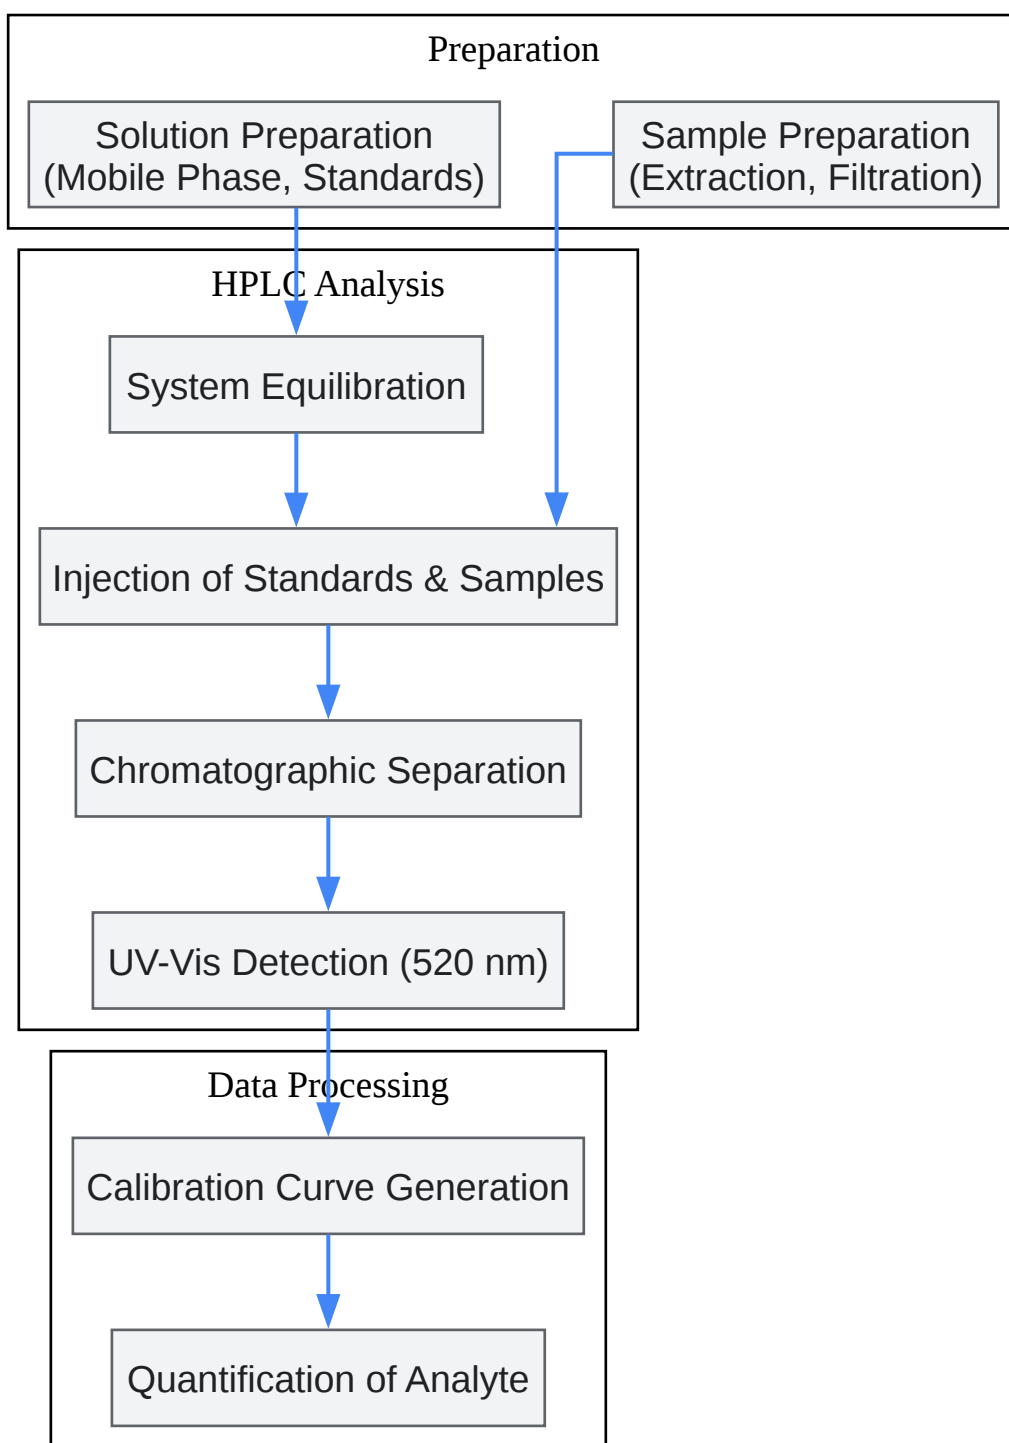 Preparation
Solution Preparation
(Mobile Phase, Standards)
Sample Preparation
(Extraction, Filtration)
HPLC Analysis
System Equilibration
Injection of Standards & Samples
Chromatographic Separation
UV-Vis Detection (520 nm)
Data Processing
Calibration Curve Generation
Quantification of Analyte